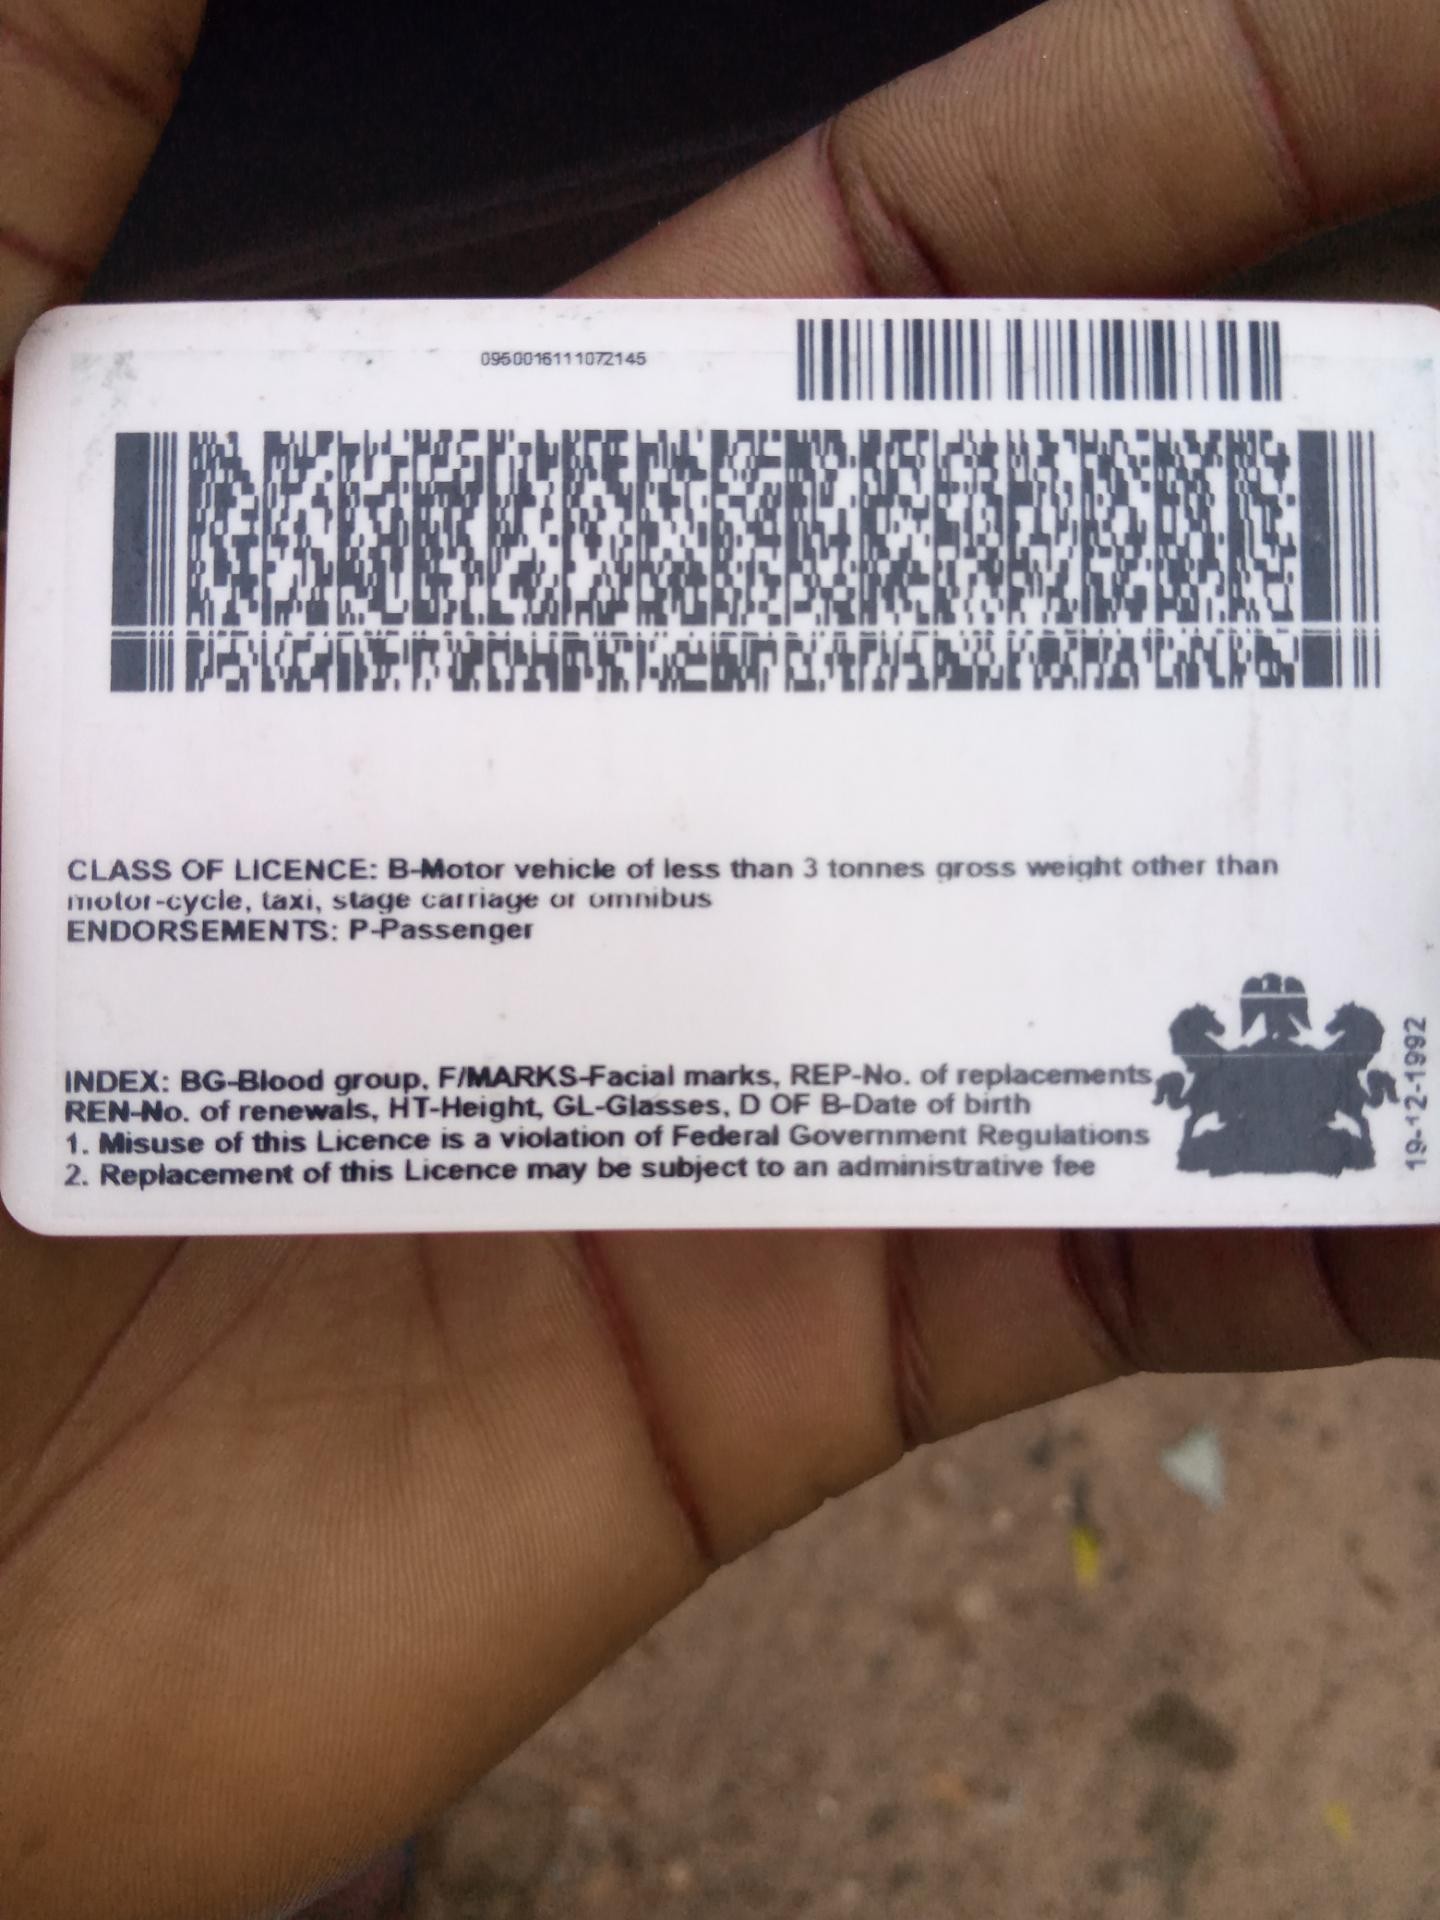 0950016111072145
CLASS OF LICENCE: B-Motor vehicle of less than 3 tonnes gross weight other than
motor-cycle, taxi, stage carriage or omnibus
ENDORSEMENTS: P-Passenger
INDEX: BG-Blood group, F/MARKS-Facial marks, REP-No. of replacements,
REN-No. of renewals, HT-Height, GL-Glasses, D OF B-Date of birth
1. Misuse of this Licence is a violation of Federal Government Regulations
2. Replacement of this Licence may be subject to an administrative fee
19-12-1992